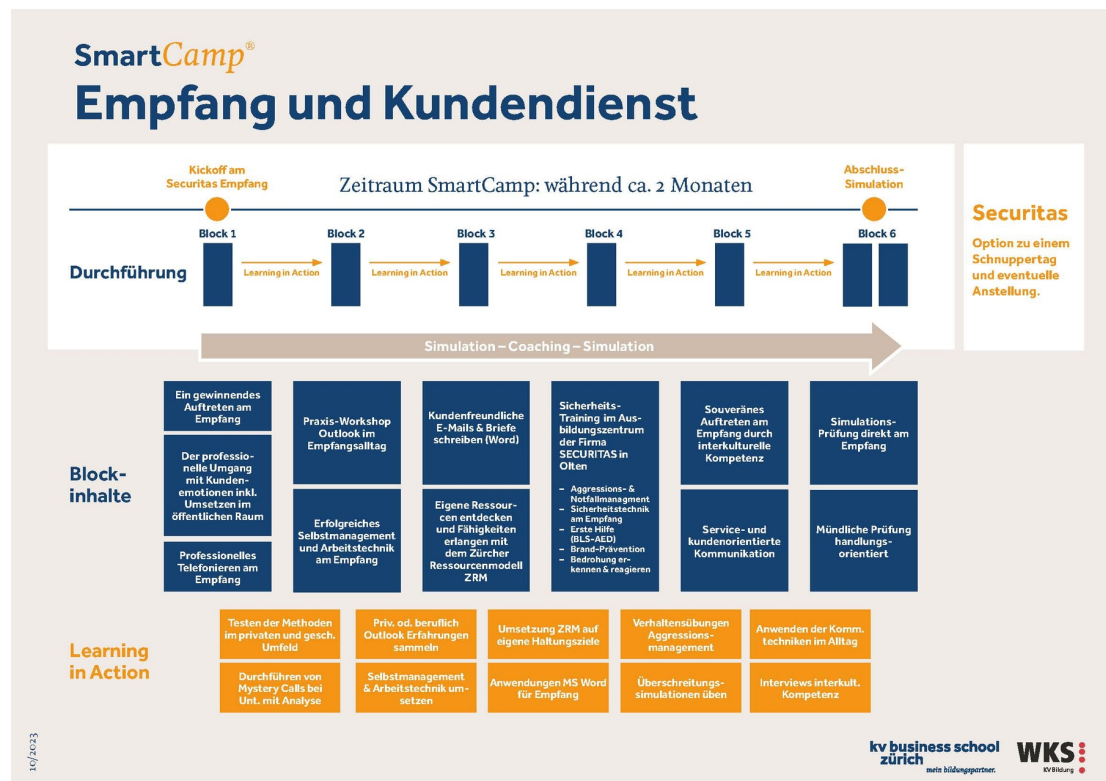 SmartCamp®
Empfang und Kundendienst
Kickoff am
Securitas Empfang
Zeitraum SmartCamp: während ca. 2 Monaten
Abschluss-
Simulation
Block 1
Block 2
Block 3
Block 4
Block 5
Block 6
Durchführung
Learning in Action
Learning in Action
Learning in Action
Learning in Action
Learning in Action
Securitas
Option zu einem
Schnuppertag
und eventuelle
Anstellung.
Simulation – Coaching – Simulation
Block-
inhalte
Ein gewinnendes
Auftreten am
Empfang
Der professio-
nelle Umgang
mit Kunden-
emotionen inkl.
Umsetzen im
öffentlichen Raum
Professionelles
Telefonieren am
Empfang
Praxis-Workshop
Outlook im
Empfangsalltag
Erfolgreiches
Selbstmanagement
und Arbeitstechnik
am Empfang
Kundenfreundliche
E-Mails & Briefe
schreiben (Word)
Eigene Ressour-
cen entdecken
und Fähigkeiten
erlangen mit
dem Zürcher
Ressourcenmodell
ZRM
Sicherheits-
Training im Aus-
bildungszentrum
der Firma
SECURITAS in
Olten
– Aggressions- &
Notfallmanagment
– Sicherheitstechnik
am Empfang
– Erste Hilfe
(BLS-AED)
– Brand-Prävention
– Bedrohung er-
kennen & reagieren
Souveränes
Auftreten am
Empfang durch
interkulturelle
Kompetenz
Service- und
kundenorientierte
Kommunikation
Simulations-
Prüfung direkt am
Empfang
Mündliche Prüfung
handlungs-
orientiert
Learning
in Action
Testen der Methoden
im privaten und gesch.
Umfeld
Durchführen von
Mystery Calls bei
Unt. mit Analyse
Priv. od. beruflich
Outlook Erfahrungen
sammeln
Selbstmanagement
& Arbeitstechnik um-
setzen
Umsetzung ZRM auf
eigene Haltungsziele
Anwendungen MS Word
für Empfang
Verhaltensübungen
Aggressions-
management
Überschreitungs-
simulationen üben
Anwenden der Komm.
techniken im Alltag
Interviews interkult.
Kompetenz
10/2023
kv business school
zürich
mein bildungspartner.
WKS
KV Bildung